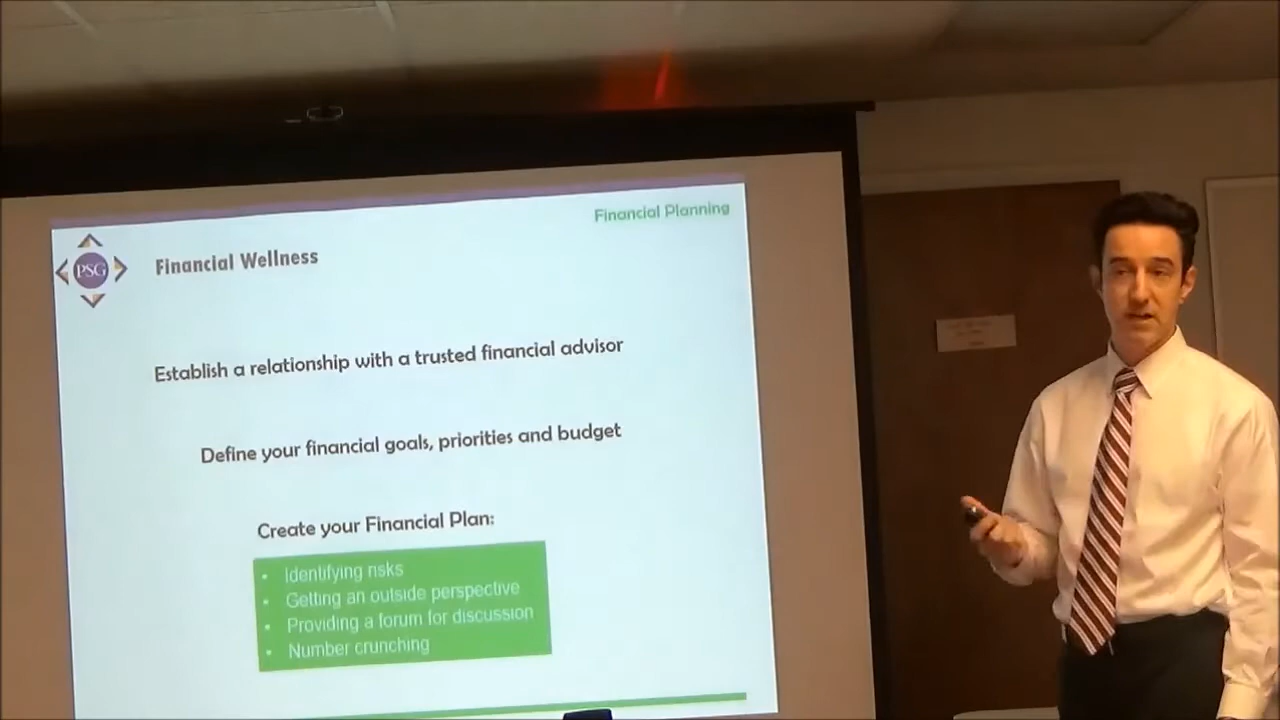 Financial Planning
PSG
Financial Wellness
Establish a relationship with a trusted financial advisor
Define your financial goals, priorities and budget
Create your Financial Plan:
• Identifying risks
• Getting an outside perspective
• Providing a forum for discussion
• Number crunching